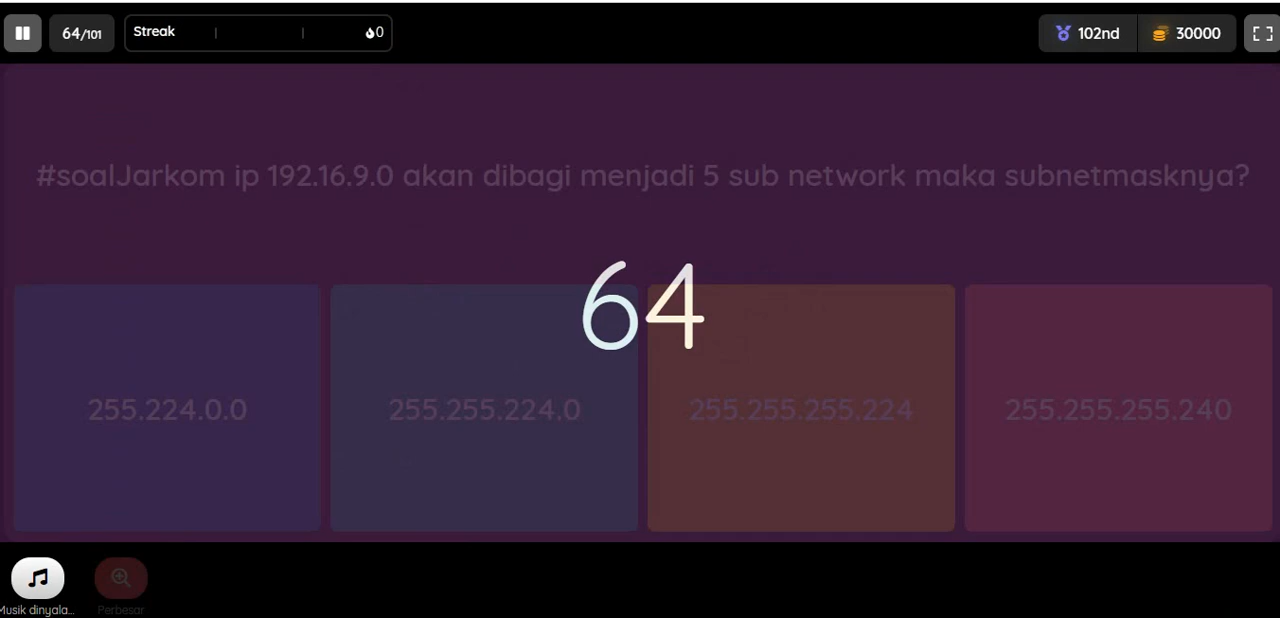 64/101
Streak
0
102nd
30000
#soalJarkom ip 192.16.9.0 akan dibagi menjadi 5 sub network maka subnetmasknya?
64
255.224.0.0
255.255.224.0
255.255.255.224
255.255.255.240
Musik dinyala...
Perbesar